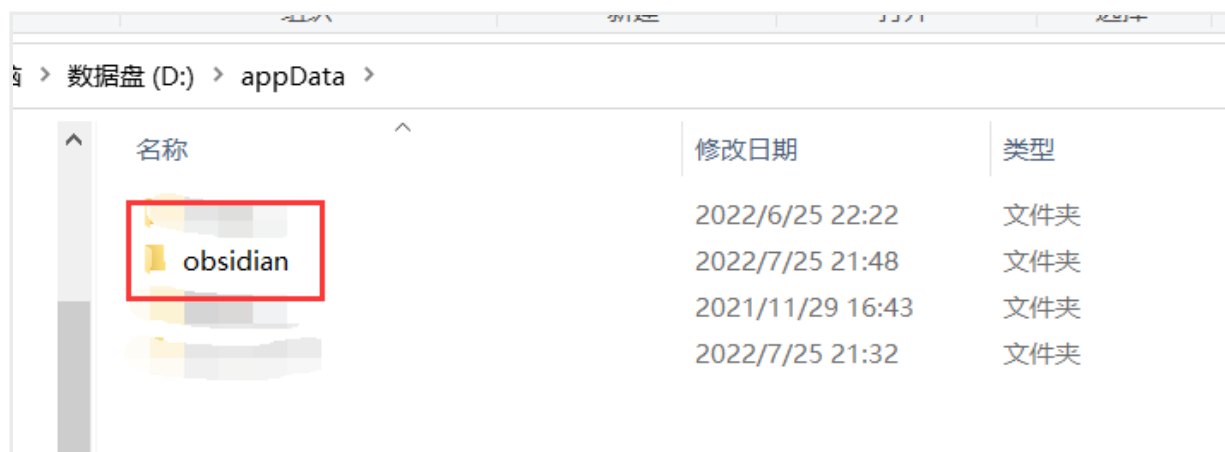 数据盘 (D:) > appData >
名称 修改日期 类型
2022/6/25 22:22 文件夹
obsidian 2022/7/25 21:48 文件夹
2021/11/29 16:43 文件夹
2022/7/25 21:32 文件夹